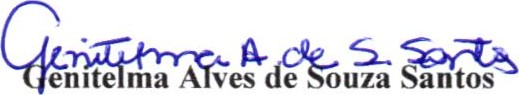 Genitelma A. de S. Santos
Genitelma Alves de Souza Santos